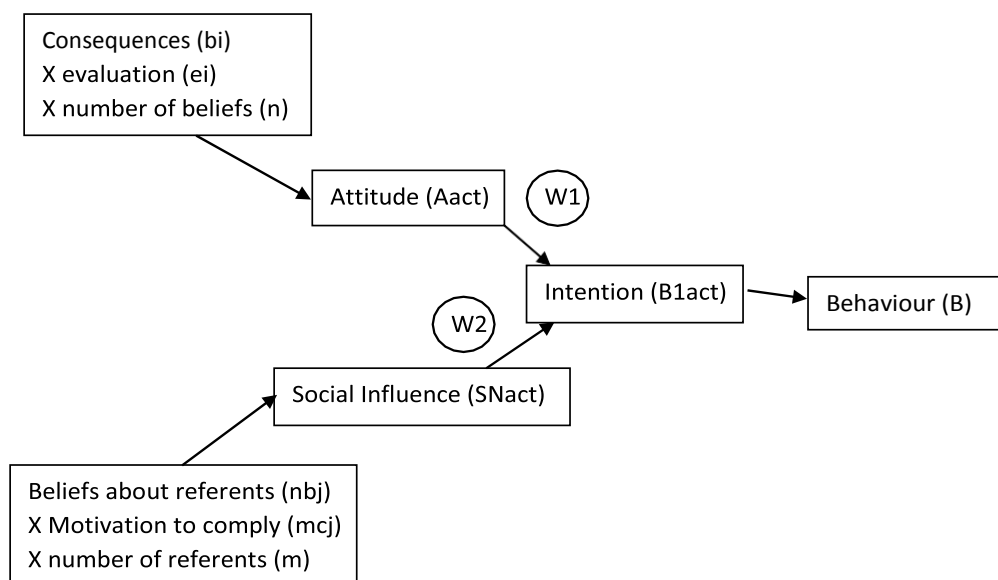 Consequences (bi)
X evaluation (ei)
X number of beliefs (n)
Attitude (Aact)
W1
Intention (B1act)
Behaviour (B)
W2
Social Influence (SNact)
Beliefs about referents (nbj)
X Motivation to comply (mcj)
X number of referents (m)